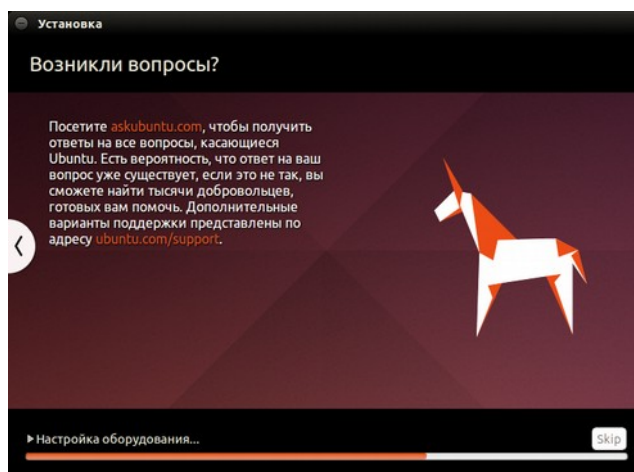 Установка
Возникли вопросы?
Посетите askubuntu.com, чтобы получить
ответы на все вопросы, касающиеся
Ubuntu. Есть вероятность, что ответ на ваш
вопрос уже существует, если это не так, вы
сможете найти тысячи добровольцев,
готовых вам помочь. Дополнительные
варианты поддержки представлены по
адресу ubuntu.com/support.
Настройка оборудования...
Skip